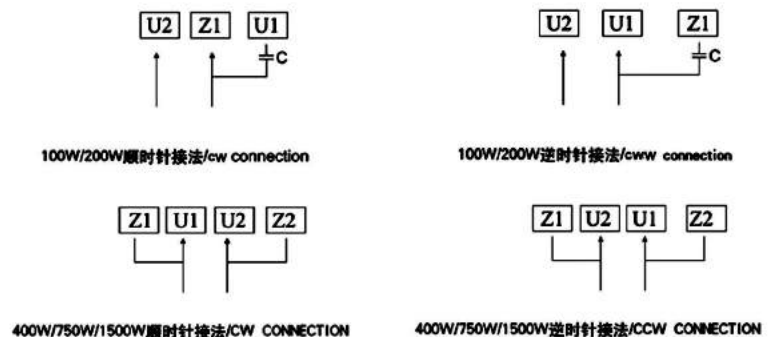 U2 Z1 U1
U2 U1 Z1
C
C
100W/200W顺时针接法/cw connection
100W/200W逆时针接法/cww connection
Z1 U1 U2 Z2
Z1 U2 U1 Z2
400W/750W/1500W顺时针接法/CW CONNECTION
400W/750W/1500W逆时针接法/CCW CONNECTION